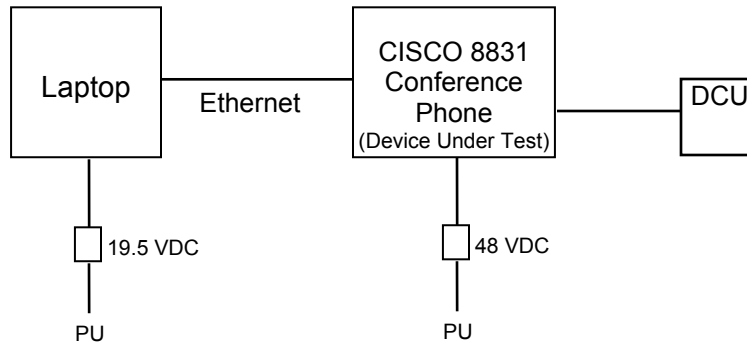 Laptop
Ethernet
CISCO 8831
Conference
Phone
(Device Under Test)
DCU
19.5 VDC
48 VDC
PU
PU